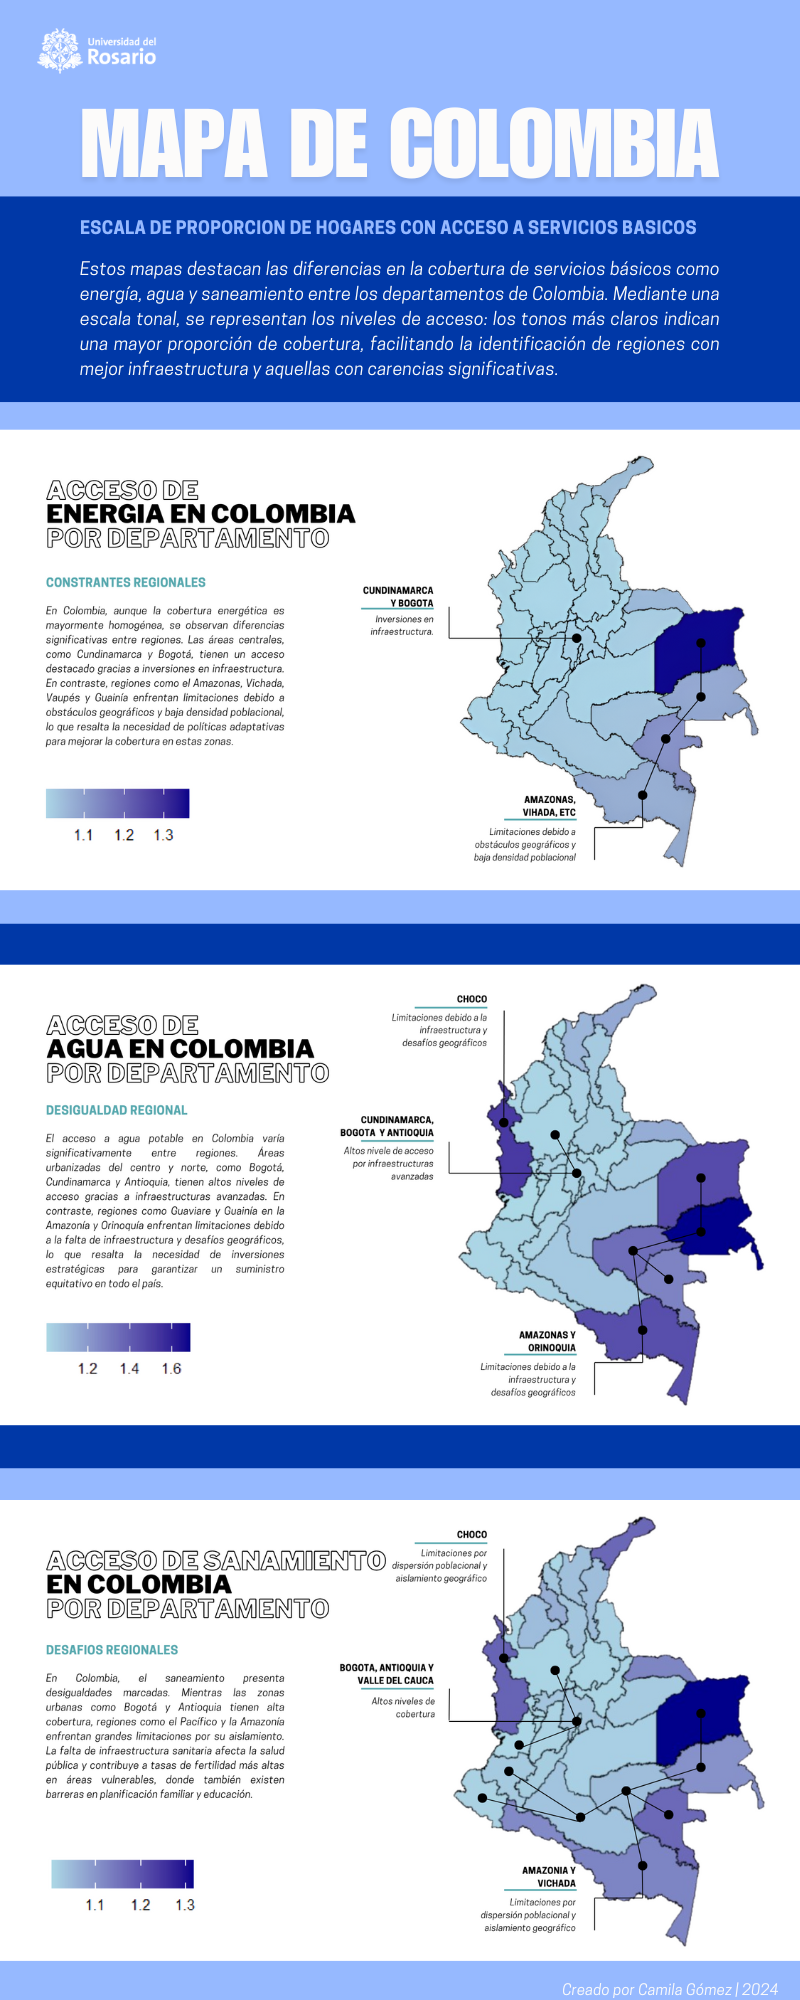 Universidad del
Rosario
MAPA DE COLOMBIA
ESCALA DE PROPORCION DE HOGARES CON ACCESO A SERVICIOS BASICOS
Estos mapas destacan las diferencias en la cobertura de servicios básicos como
energía, agua y saneamiento entre los departamentos de Colombia. Mediante una
escala tonal, se representan los niveles de acceso: los tonos más claros indican
una mayor proporción de cobertura, facilitando la identificación de regiones con
mejor infraestructura y aquellas con carencias significativas.
ACCESO DE
ENERGIA EN COLOMBIA
POR DEPARTAMENTO
CONSTRANTES REGIONALES
En Colombia, aunque la cobertura energética es
mayormente homogénea, se observan diferencias
significativas entre regiones. Las áreas centrales,
como Cundinamarca y Bogotá, tienen un acceso
destacado gracias a inversiones en infraestructura.
En contraste, regiones como el Amazonas, Vichada,
Vaupés y Guainía enfrentan limitaciones debido a
obstáculos geográficos y baja densidad poblacional,
lo que resalta la necesidad de políticas adaptativas
para mejorar la cobertura en estas zonas.
1.1 1.2 1.3
CUNDINAMARCA
Y BOGOTA
Inversiones en
infraestructura.
AMAZONAS,
VIHADA, ETC
Limitaciones debido a
obstáculos geográficos y
baja densidad poblacional
ACCESO DE
AGUA EN COLOMBIA
POR DEPARTAMENTO
DESIGUALDAD REGIONAL
El acceso a agua potable en Colombia varía
significativamente entre regiones. Áreas
urbanizadas del centro y norte, como Bogotá,
Cundinamarca y Antioquia, tienen altos niveles de
acceso gracias a infraestructuras avanzadas. En
contraste, regiones como Guaviare y Guainía en la
Amazonía y Orinoquía enfrentan limitaciones debido
a la falta de infraestructura y desafíos geográficos,
lo que resalta la necesidad de inversiones
estratégicas para garantizar un suministro
equitativo en todo el país.
1.2 1.4 1.6
CHOCO
Limitaciones debido a la
infraestructura y
desafíos geográficos
CUNDINAMARCA,
BOGOTA Y ANTIOQUIA
Altos nivele de acceso
por infraestructuras
avanzadas
AMAZONAS Y
ORINOQUIA
Limitaciones debido a la
infraestructura y
desafíos geográficos
ACCESO DE SANAMIENTO
EN COLOMBIA
POR DEPARTAMENTO
DESAFIOS REGIONALES
En Colombia, el saneamiento presenta
desigualdades marcadas. Mientras las zonas
urbanas como Bogotá y Antioquia tienen alta
cobertura, regiones como el Pacífico y la Amazonía
enfrentan grandes limitaciones por su aislamiento.
La falta de infraestructura sanitaria afecta la salud
pública y contribuye a tasas de fertilidad más altas
en áreas vulnerables, donde también existen
barreras en planificación familiar y educación.
1.1 1.2 1.3
CHOCO
Limitaciones por
dispersión poblacional y
aislamiento geográfico
BOGOTA, ANTIOQUIA Y
VALLE DEL CAUCA
Altos niveles de
cobertura
AMAZONIA Y
VICHADA
Limitaciones por
dispersión poblacional y
aislamiento geográfico
Creado por Camila Gómez | 2024